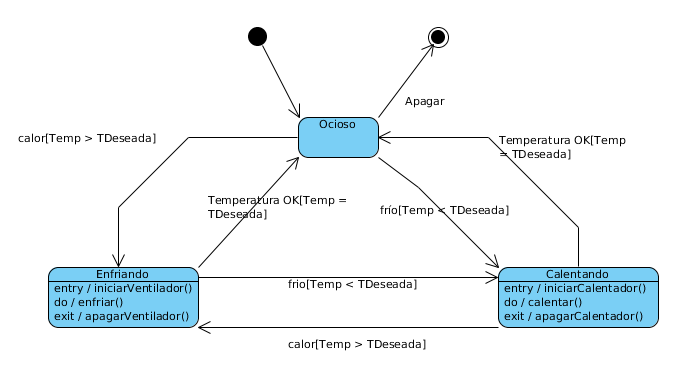 Apagar
Ocioso
calor[Temp > TDeseada]
Temperatura OK[Temp
= TDeseada]
Temperatura OK[Temp =
TDeseada]
frío[Temp < TDeseada]
Enfriando
entry / iniciarVentilador()
do / enfriar()
exit / apagarVentilador()
frio[Temp < TDeseada]
Calentando
entry / iniciarCalentador()
do / calentar()
exit / apagarCalentador()
calor[Temp > TDeseada]